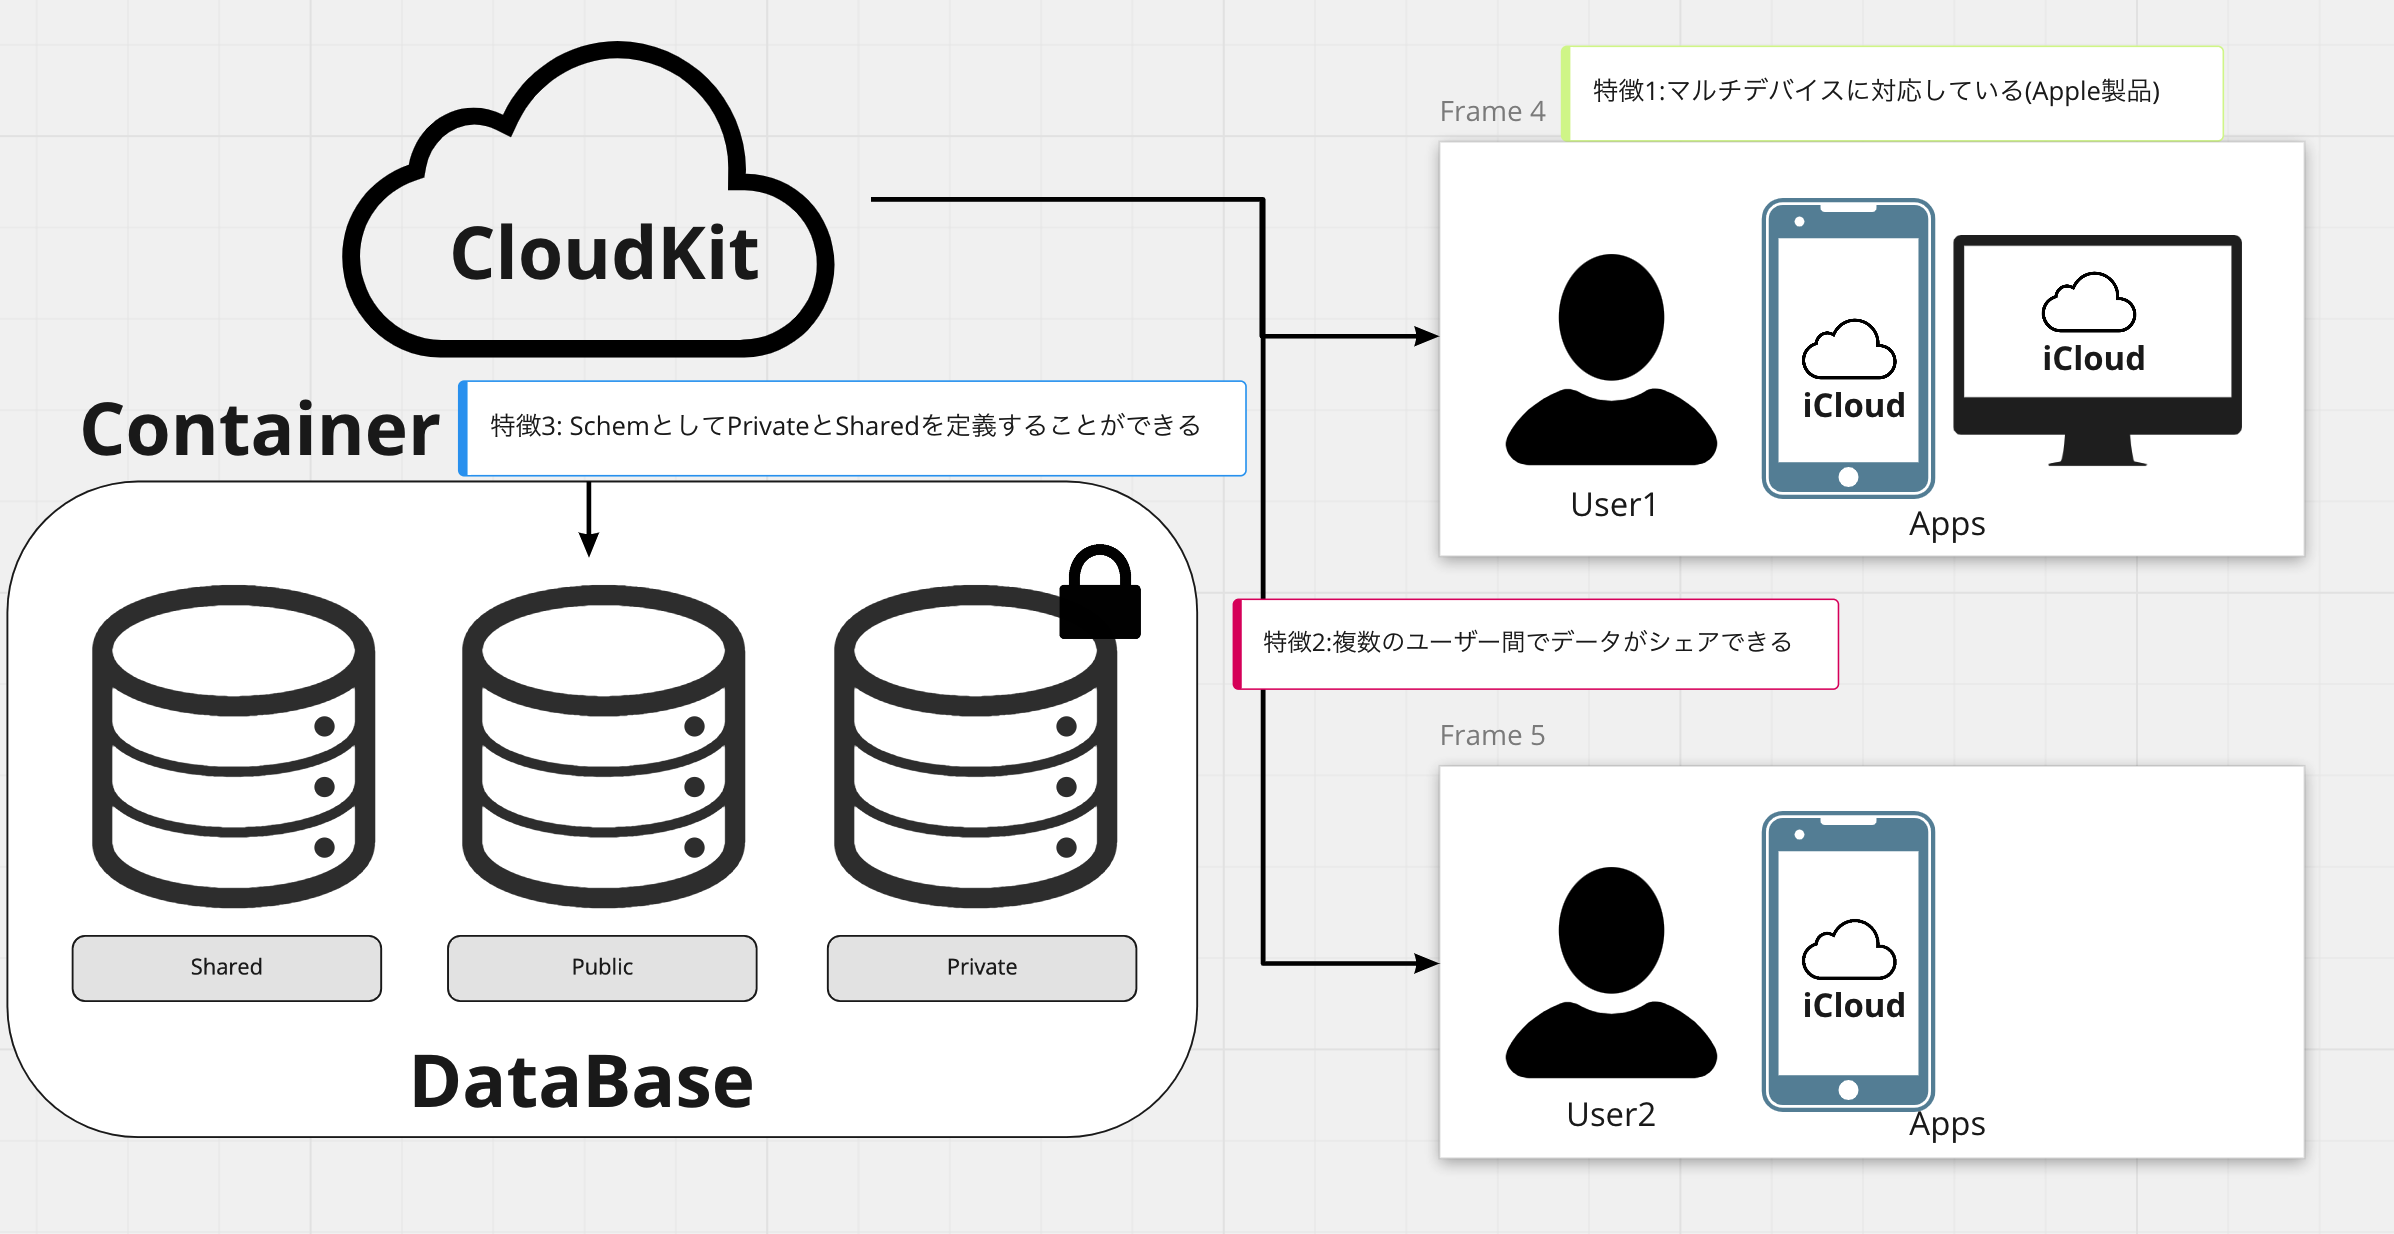 CloudKit
Container
特徴3: SchemとしてPrivateとSharedを定義することができる
Shared
Public
Private
DataBase
Frame 4
特徴1:マルチデバイスに対応している(Apple製品)
iCloud
iCloud
User1
Apps
特徴2:複数のユーザー間でデータがシェアできる
Frame 5
iCloud
User2
Apps